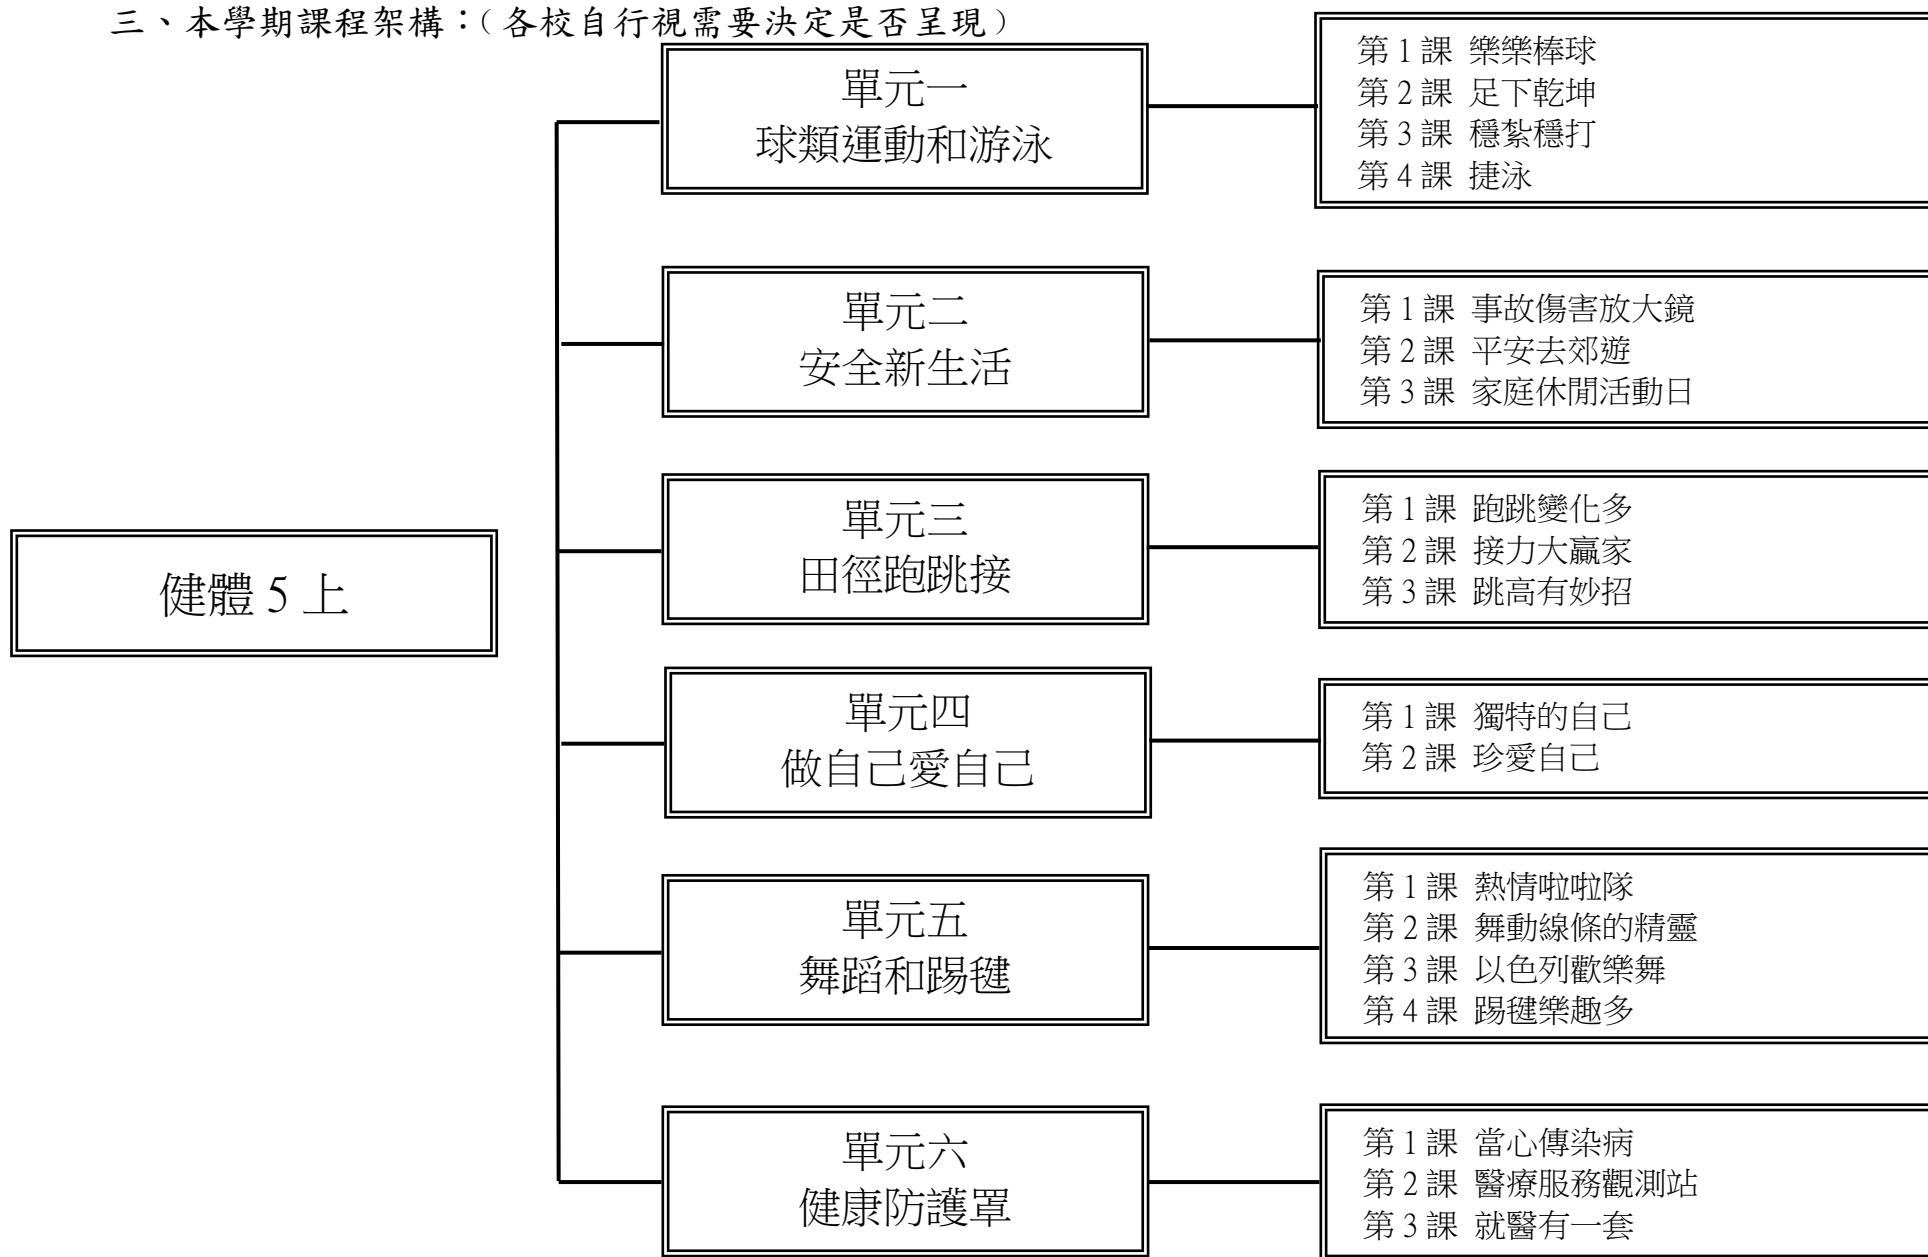 三、本學期課程架構：（各校自行視需要決定是否呈現）
健體 5 上
單元一
球類運動和游泳
第 1 課 樂樂棒球
第 2 課 足下乾坤
第 3 課 穩紮穩打
第 4 課 捷泳
單元二
安全新生活
第 1 課 事故傷害放大鏡
第 2 課 平安去郊遊
第 3 課 家庭休閒活動日
單元三
田徑跑跳接
第 1 課 跑跳變化多
第 2 課 接力大贏家
第 3 課 跳高有妙招
單元四
做自己愛自己
第 1 課 獨特的自己
第 2 課 珍愛自己
單元五
舞蹈和踢毽
第 1 課 熱情啦啦隊
第 2 課 舞動線條的精靈
第 3 課 以色列歡樂舞
第 4 課 踢毽樂趣多
單元六
健康防護罩
第 1 課 當心傳染病
第 2 課 醫療服務觀測站
第 3 課 就醫有一套